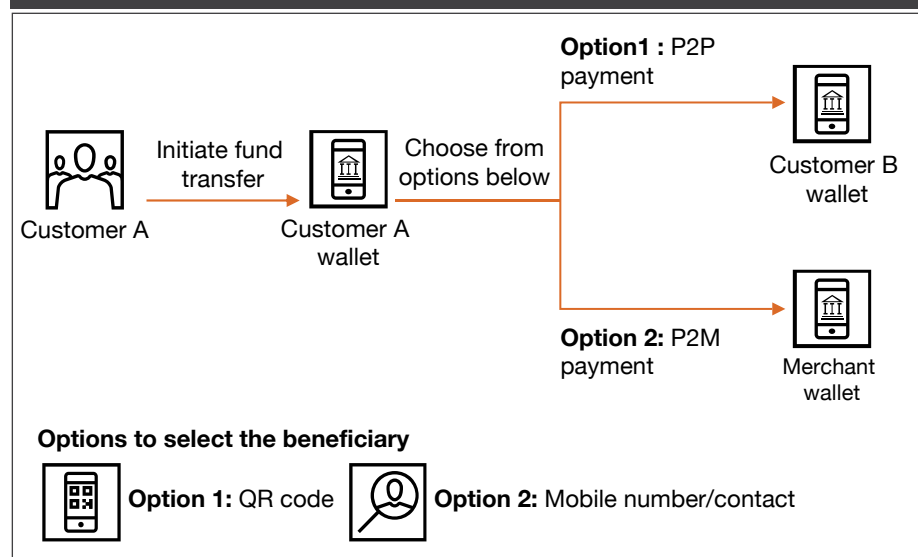 Option1 : P2P
payment
Initiate fund
transfer
Choose from
options below
Customer A
Customer A
wallet
Customer B
wallet
Option 2: P2M
payment
Merchant
wallet
Options to select the beneficiary
Option 1: QR code
Option 2: Mobile number/contact